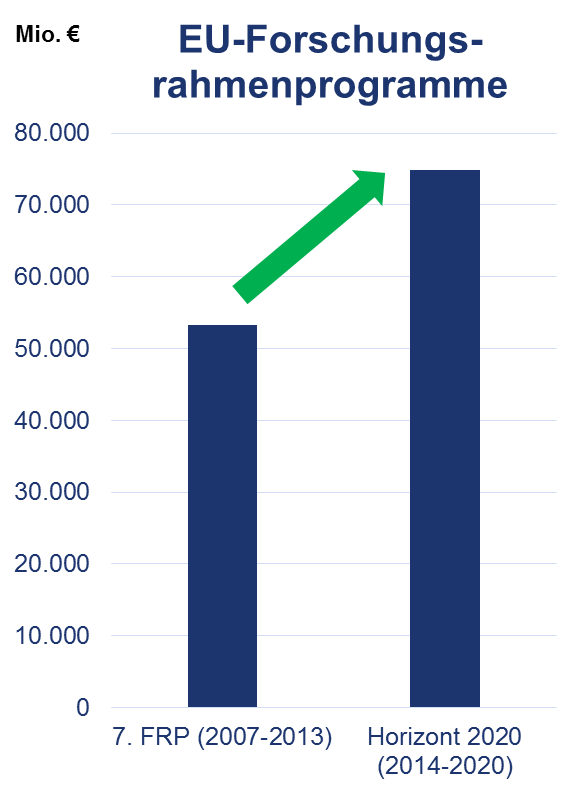 Mio. €
EU-Forschungs-
rahmenprogramme
80.000
70.000
60.000
50.000
40.000
30.000
20.000
10.000
0
7. FRP (2007-2013)
Horizont 2020
(2014-2020)